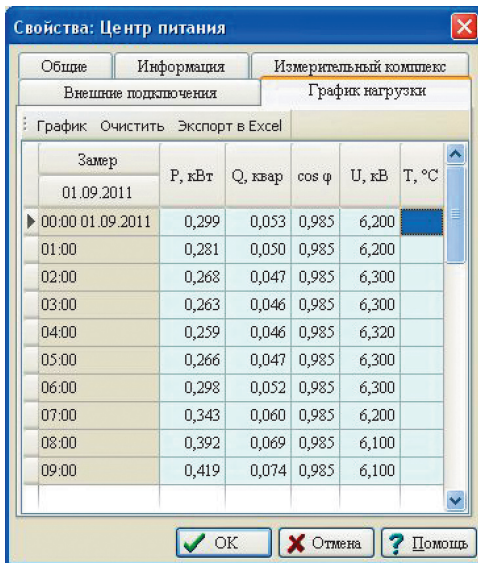 Свойства: Центр питания
Общие Информация Измерительный комплекс
Внешние подключения График нагрузки
График Очистить Экспорт в Excel
Замер P, кВт Q, квар cos φ U, кВ T, °C
01.09.2011
00:00 01.09.2011 0,299 0,053 0,985 6,200
01:00 0,281 0,050 0,985 6,200
02:00 0,268 0,047 0,985 6,300
03:00 0,263 0,046 0,985 6,300
04:00 0,259 0,046 0,985 6,320
05:00 0,266 0,047 0,985 6,300
06:00 0,298 0,052 0,985 6,300
07:00 0,343 0,060 0,985 6,200
08:00 0,392 0,069 0,985 6,100
09:00 0,419 0,074 0,985 6,100
OK Отмена ? Помощь